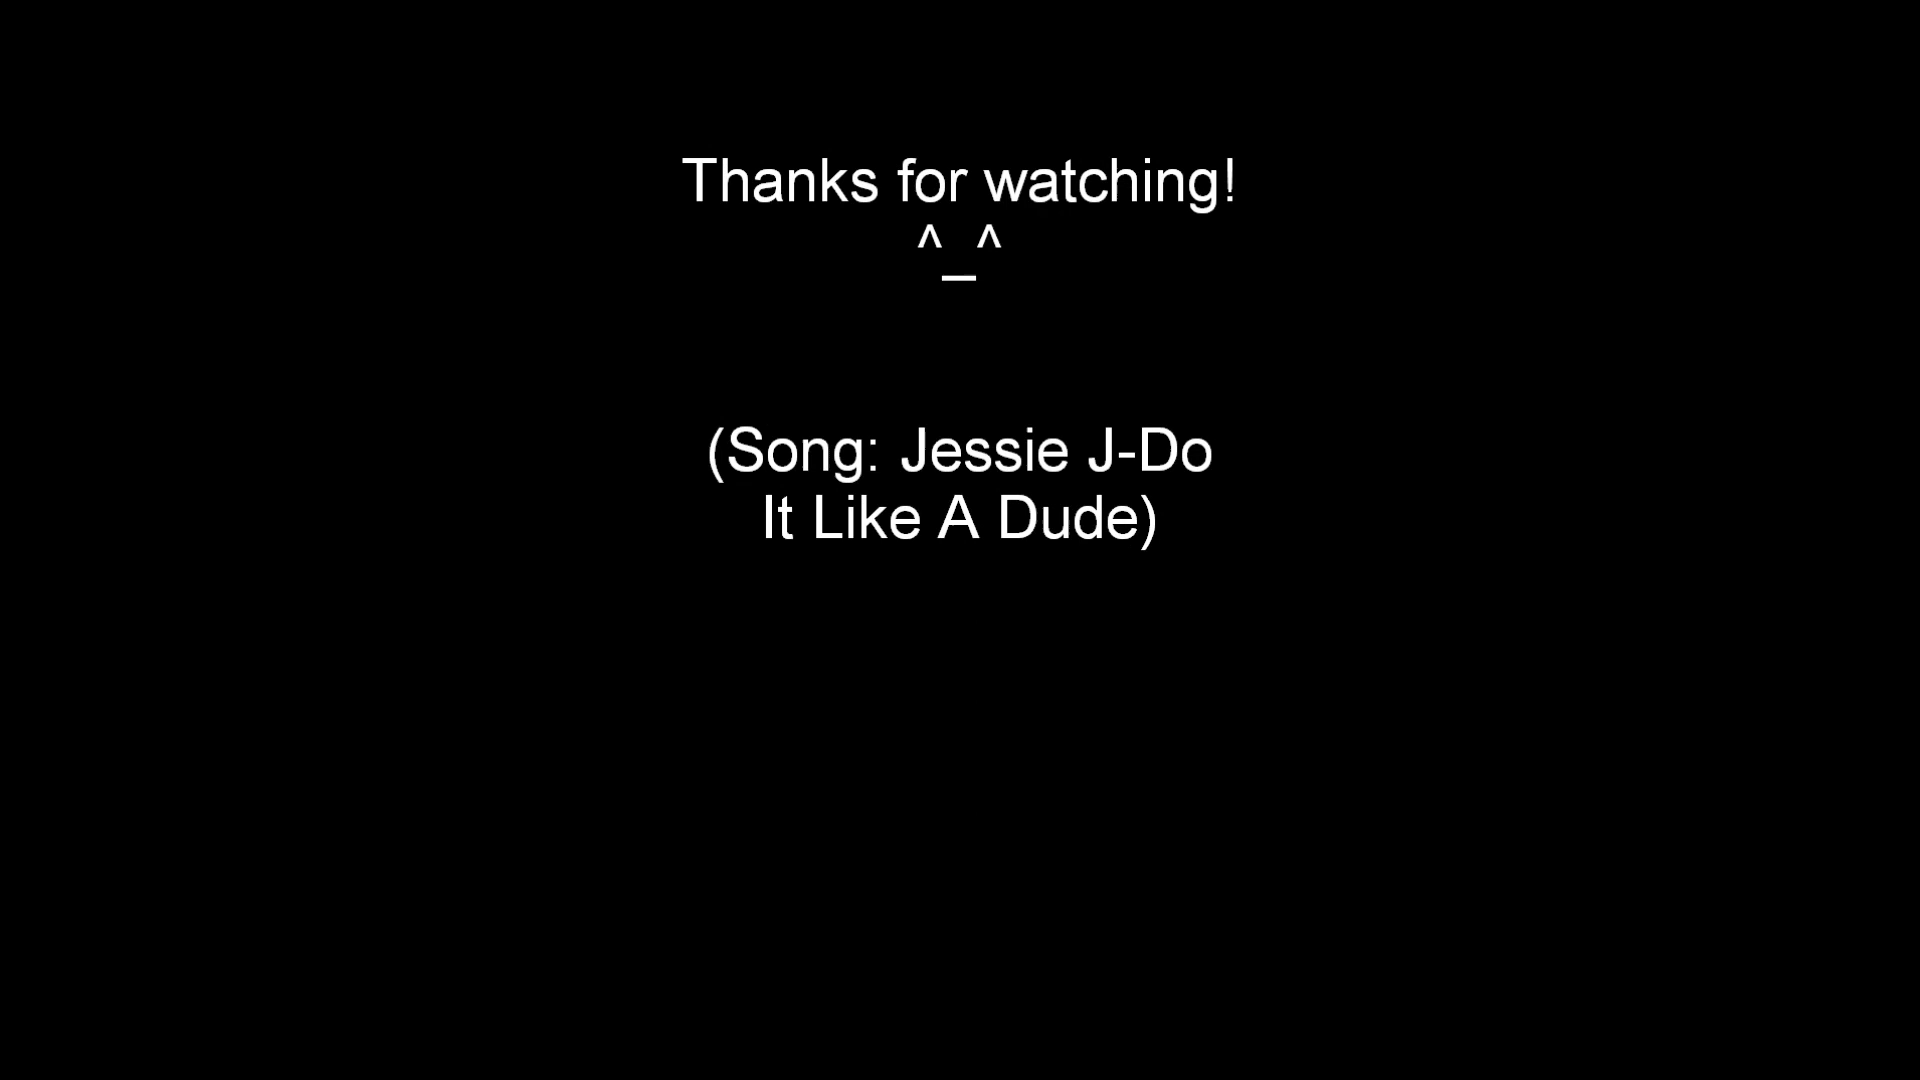 Thanks for watching!
^_^
(Song: Jessie J-Do
It Like A Dude)